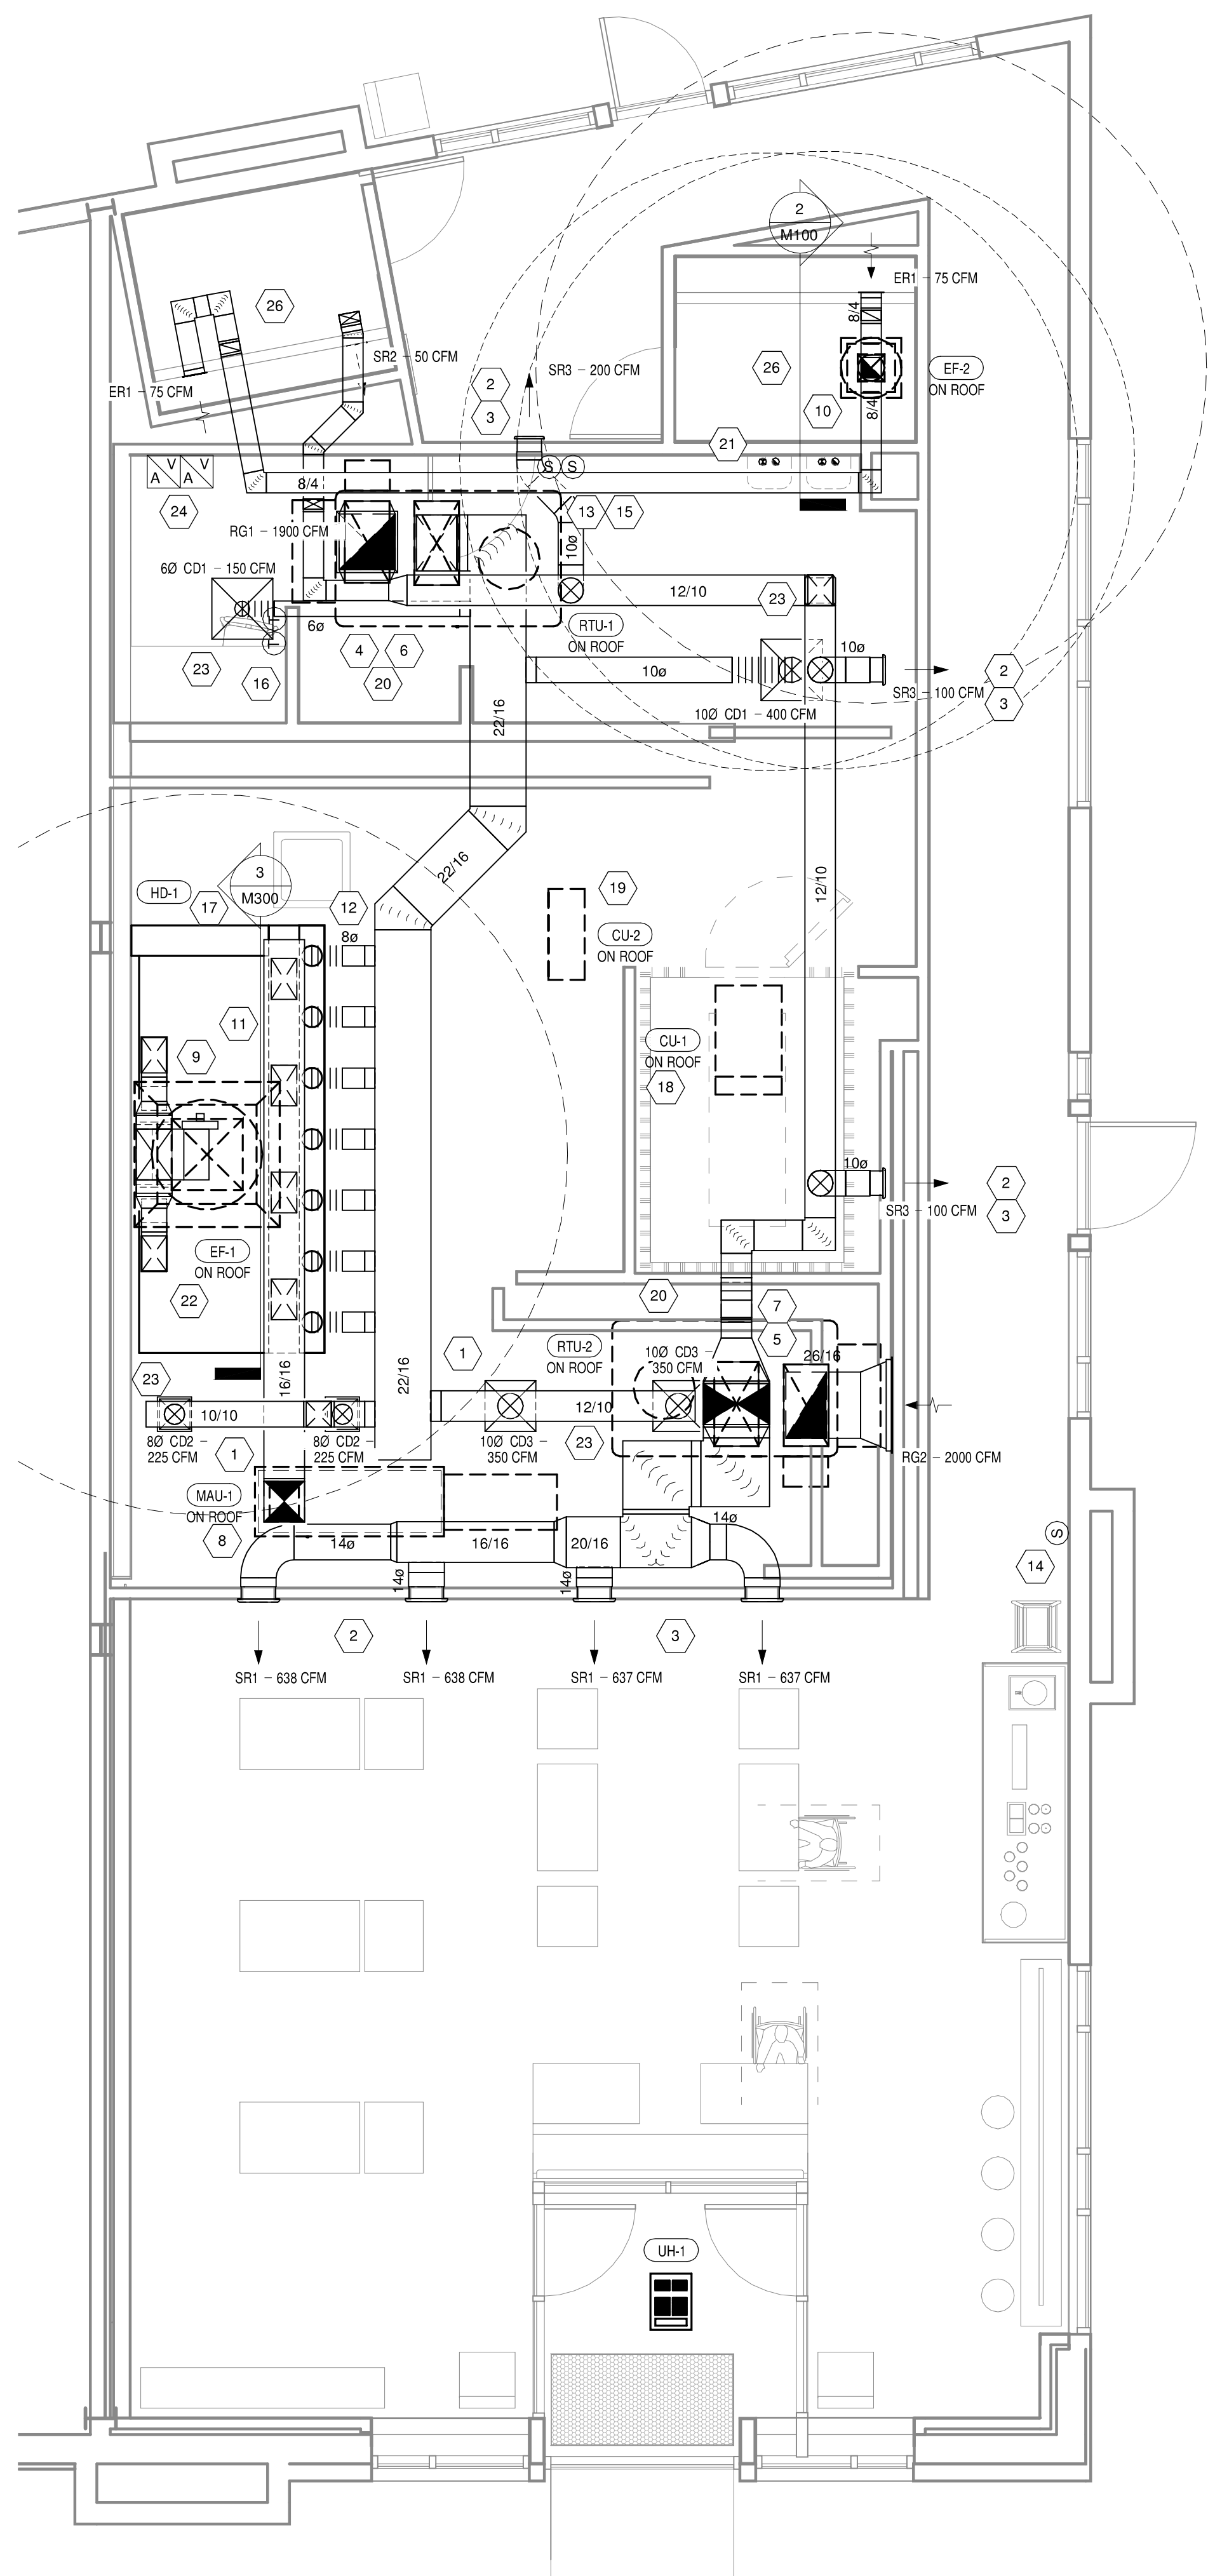 2
M100
ER1 – 75 CFM
8/4
26
SR2 – 50 CFM
SR3 – 200 CFM
2
3
26
EF-2
ON ROOF
ER1 – 75 CFM
10
8/4
21
V
A
V
A
S
S
24
8/4
RG1 – 1900 CFM
13
15
10ø
6Ø CD1 – 150 CFM
12/10
23
T
T
6ø
RTU-1
ON ROOF
4
6
23
16
20
10ø
10ø
2
3
SR3 – 100 CFM
22/16
10Ø CD1 – 400 CFM
22/16
12/10
3
M300
HD-1
17
12
8ø
19
CU-2
ON ROOF
11
9
CU-1
ON ROOF
18
10ø
2
3
SR3 – 100 CFM
EF-1
ON ROOF
22
20
7
5
1
RTU-2
ON ROOF
10Ø CD3 –
350 CFM
26/16
23
16/16
22/16
10/10
12/10
8Ø CD2 –
225 CFM
8Ø CD2 –
225 CFM
10Ø CD3 –
350 CFM
23
1
RG2 – 2000 CFM
MAU-1
ON ROOF
8
14ø
16/16
20/16
14ø
S
14
14ø
14ø
2
3
SR1 – 638 CFM
SR1 – 638 CFM
SR1 – 637 CFM
SR1 – 637 CFM
UH-1